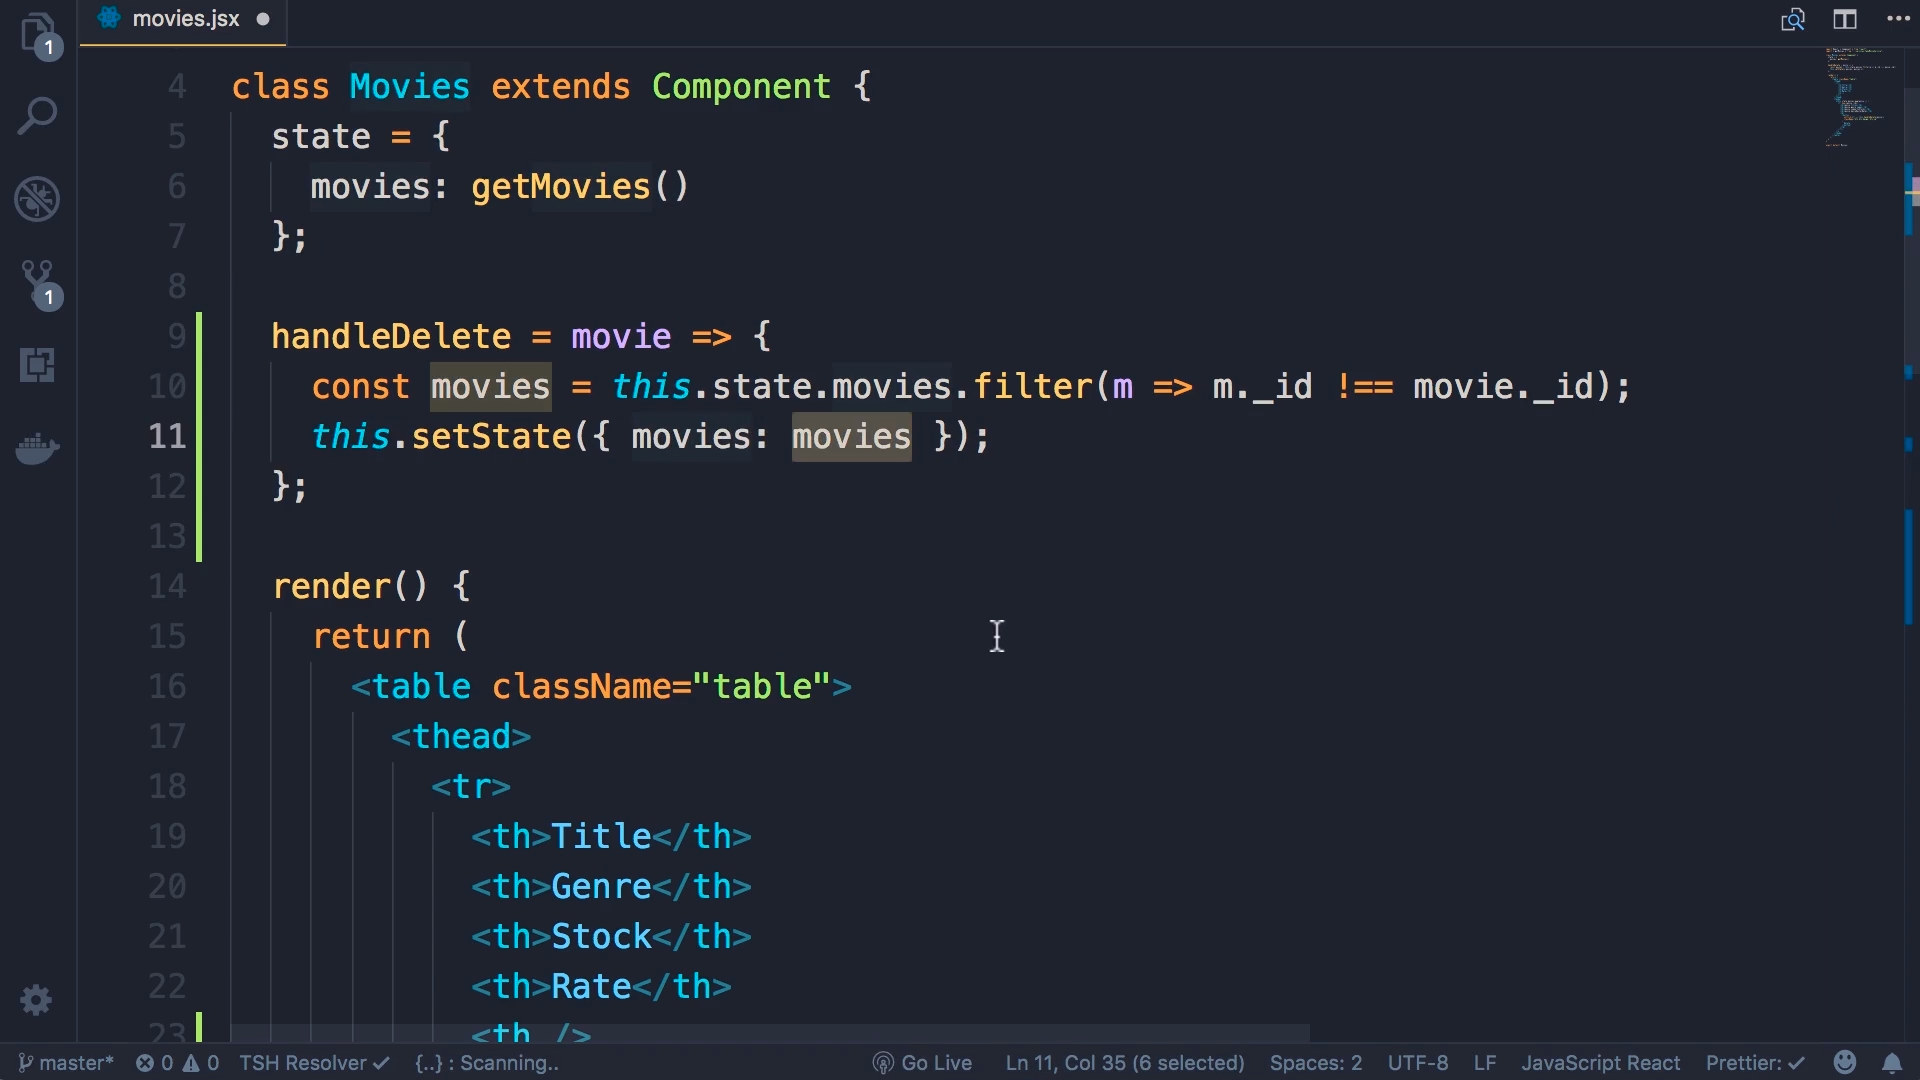 movies.jsx
1
1
4 class Movies extends Component {
5 state = {
6 movies: getMovies()
7 };
8
9 handleDelete = movie => {
10 const movies = this.state.movies.filter(m => m._id !== movie._id);
11 this.setState({ movies: movies });
12 };
13
14 render() {
15 return (
16 <table className="table">
17 <thead>
18 <tr>
19 <th>Title</th>
20 <th>Genre</th>
21 <th>Stock</th>
22 <th>Rate</th>
23 <th />
master* 0 0 TSH Resolver ✓ {..} : Scanning.. Go Live Ln 11, Col 35 (6 selected) Spaces: 2 UTF-8 LF JavaScript React Prettier: ✓